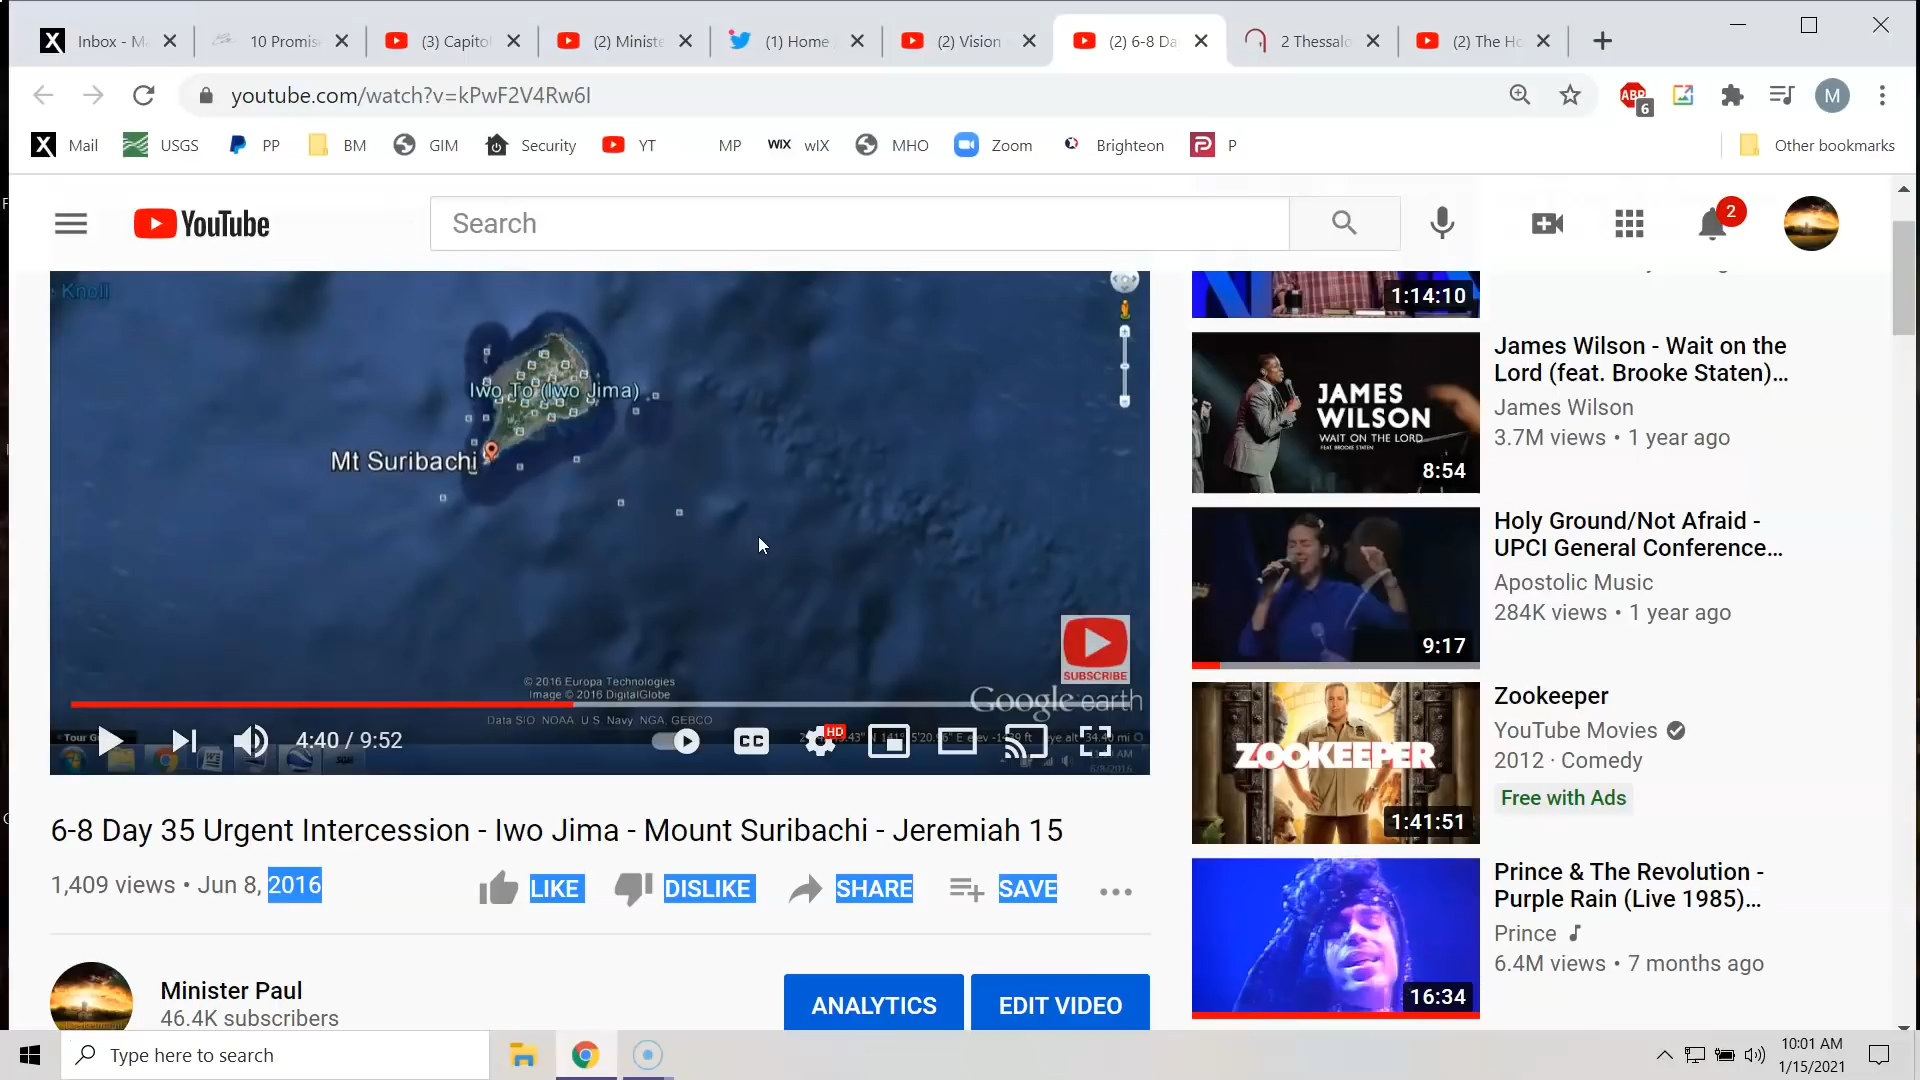 Inbox - M
10 Promis
(3) Capito
(2) Ministe
(1) Home
(2) Vision
(2) 6-8 Da
2 Thessalo
(2) The Ho
youtube.com/watch?v=kPwF2V4Rw6I
ABP
6
M
X Mail
USGS
PP
BM
GIM
Security
YT
MP
WIX wIX
MHO
Zoom
Brighteon
P
Other bookmarks
YouTube
Search
2
Knoll
Iwo To (Iwo Jima)
Mt Suribachi
SUBSCRIBE
© 2016 Europa Technologies
Image © 2016 DigitalGlobe
Google earth
Data SIO, NOAA, U.S. Navy, NGA, GEBCO
4:40 / 9:52
CC
HD
6-8 Day 35 Urgent Intercession - Iwo Jima - Mount Suribachi - Jeremiah 15
1,409 views • Jun 8, 2016
LIKE
DISLIKE
SHARE
SAVE
Minister Paul
46.4K subscribers
ANALYTICS
EDIT VIDEO
1:14:10
JAMES
WILSON
WAIT ON THE LORD
FEAT. BROOKE STATEN
8:54
James Wilson - Wait on the
Lord (feat. Brooke Staten)...
James Wilson
3.7M views • 1 year ago
9:17
Holy Ground/Not Afraid -
UPCI General Conference...
Apostolic Music
284K views • 1 year ago
ZOOKEEPER
1:41:51
Zookeeper
YouTube Movies
2012 · Comedy
Free with Ads
16:34
Prince & The Revolution -
Purple Rain (Live 1985)...
Prince
6.4M views • 7 months ago
Type here to search
10:01 AM
1/15/2021